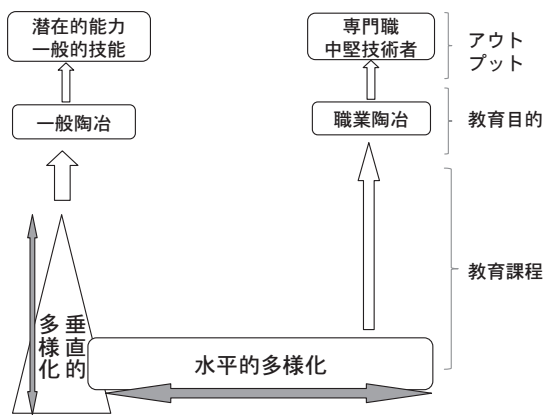 潜在的能力
一般的技能
専門職
中堅技術者
アウト
プット
一般陶冶
職業陶冶
教育目的
教育課程
垂直的
多様化
水平的多様化